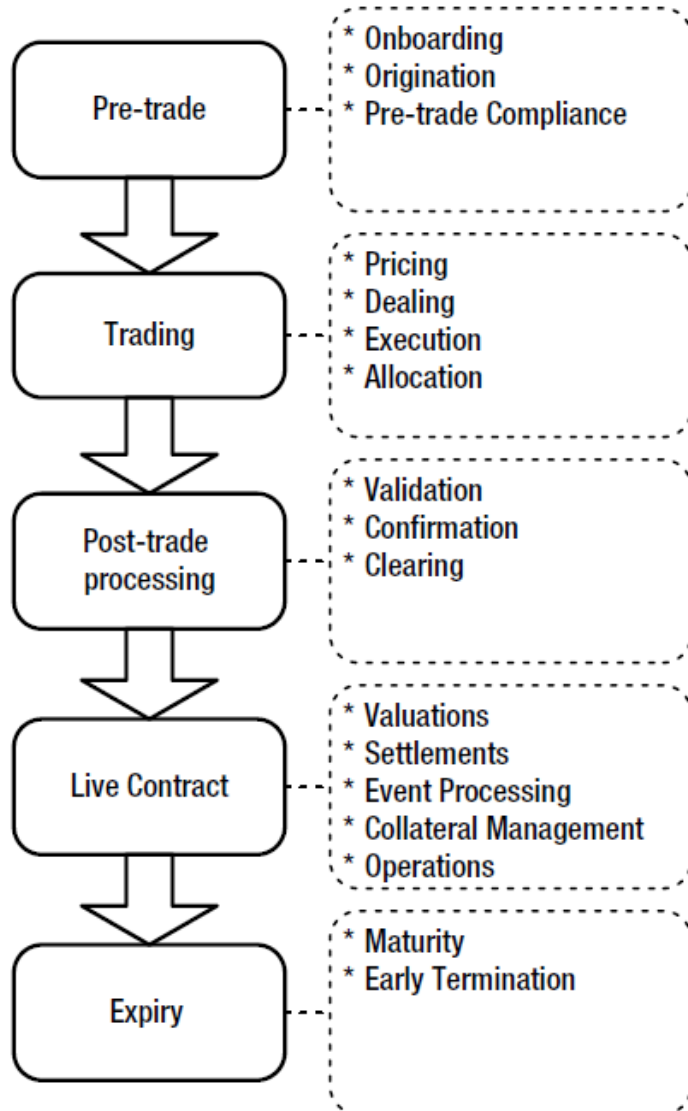 Pre-trade
* Onboarding
* Origination
* Pre-trade Compliance
Trading
* Pricing
* Dealing
* Execution
* Allocation
Post-trade
processing
* Validation
* Confirmation
* Clearing
Live Contract
* Valuations
* Settlements
* Event Processing
* Collateral Management
* Operations
Expiry
* Maturity
* Early Termination